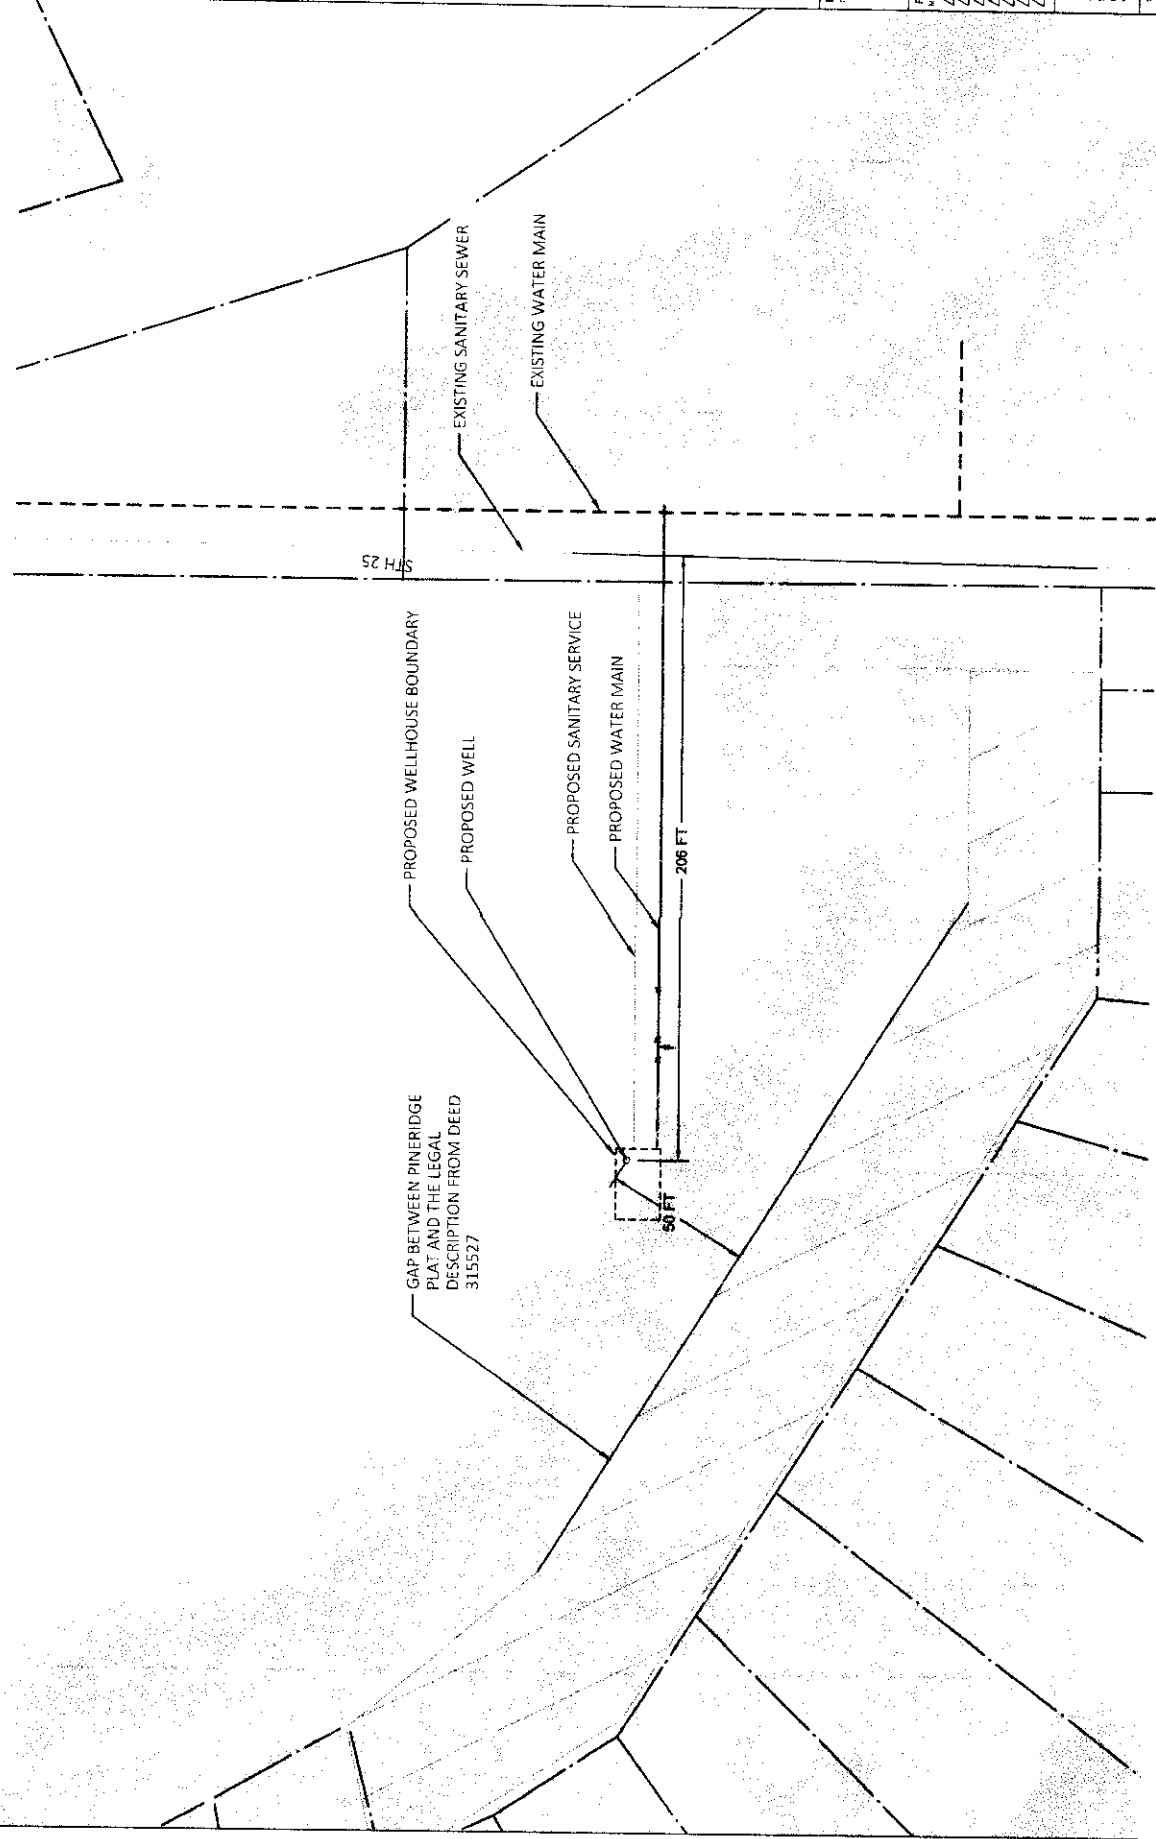 GAP BETWEEN PINERIDGE
PLAT AND THE LEGAL
DESCRIPTION FROM DEED
315527
PROPOSED WELLHOUSE BOUNDARY
PROPOSED WELL
PROPOSED SANITARY SERVICE
PROPOSED WATER MAIN
EXISTING SANITARY SEWER
EXISTING WATER MAIN
STH 25
206 FT
50 FT